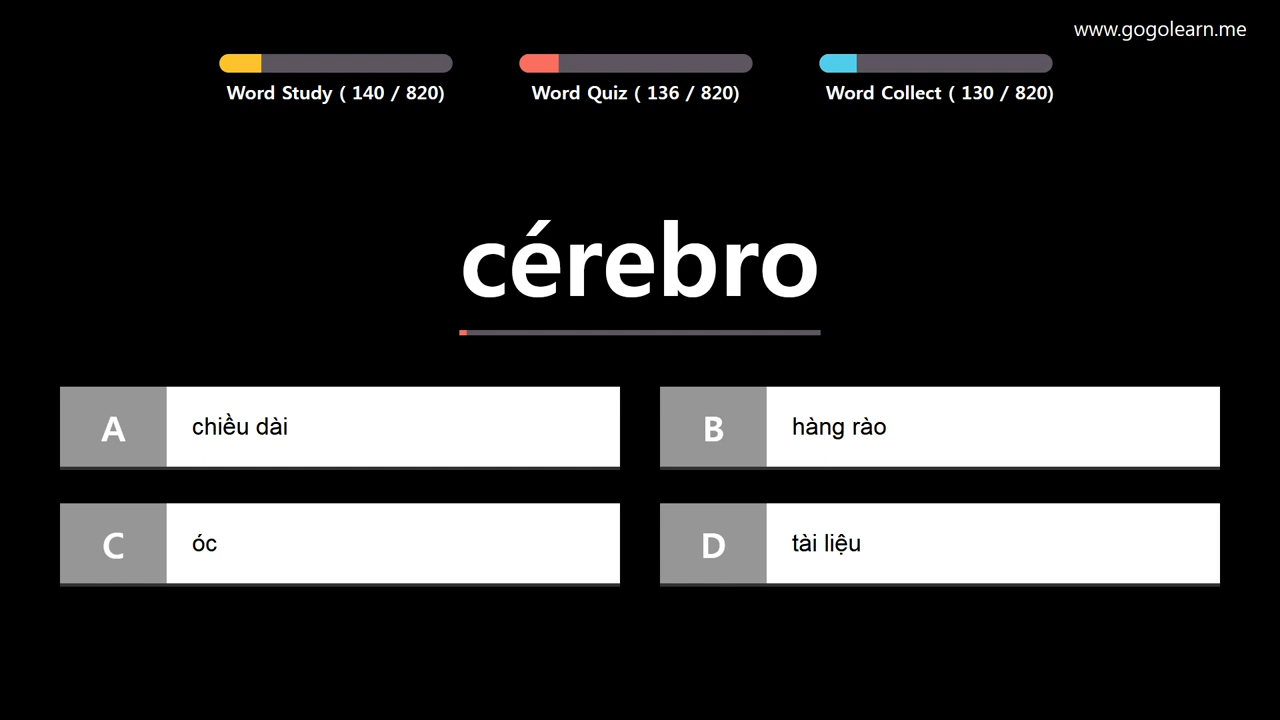 www.gogolearn.me
Word Study ( 140 / 820)
Word Quiz ( 136 / 820)
Word Collect ( 130 / 820)
cérebro
A chiều dài
B hàng rào
C óc
D tài liệu